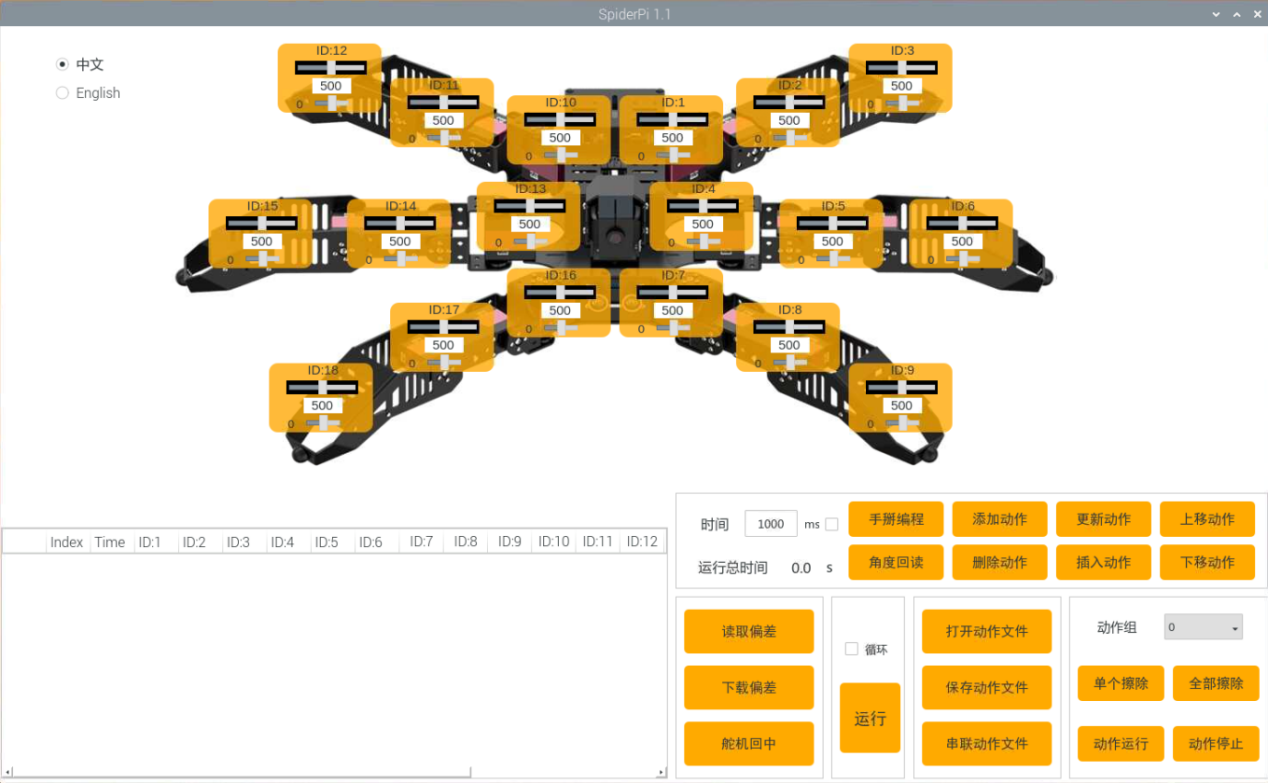 SpiderPi 1.1
中文
English
ID:12
500
0
ID:11
500
0
ID:10
500
0
ID:1
500
0
ID:2
500
0
ID:3
500
0
ID:15
500
0
ID:14
500
0
ID:13
500
0
ID:4
500
0
ID:5
500
0
ID:6
500
0
ID:18
500
0
ID:17
500
0
ID:16
500
0
ID:7
500
0
ID:8
500
0
ID:9
500
0
Index Time ID:1 ID:2 ID:3 ID:4 ID:5 ID:6 ID:7 ID:8 ID:9 ID:10 ID:11 ID:12
时间 1000 ms 手掰编程 添加动作 更新动作 上移动作
运行总时间 0.0 s 角度回读 删除动作 插入动作 下移动作
读取偏差
下载偏差
舵机回中
循环
运行
打开动作文件
保存动作文件
串联动作文件
动作组 0
单个擦除 全部擦除
动作运行 动作停止